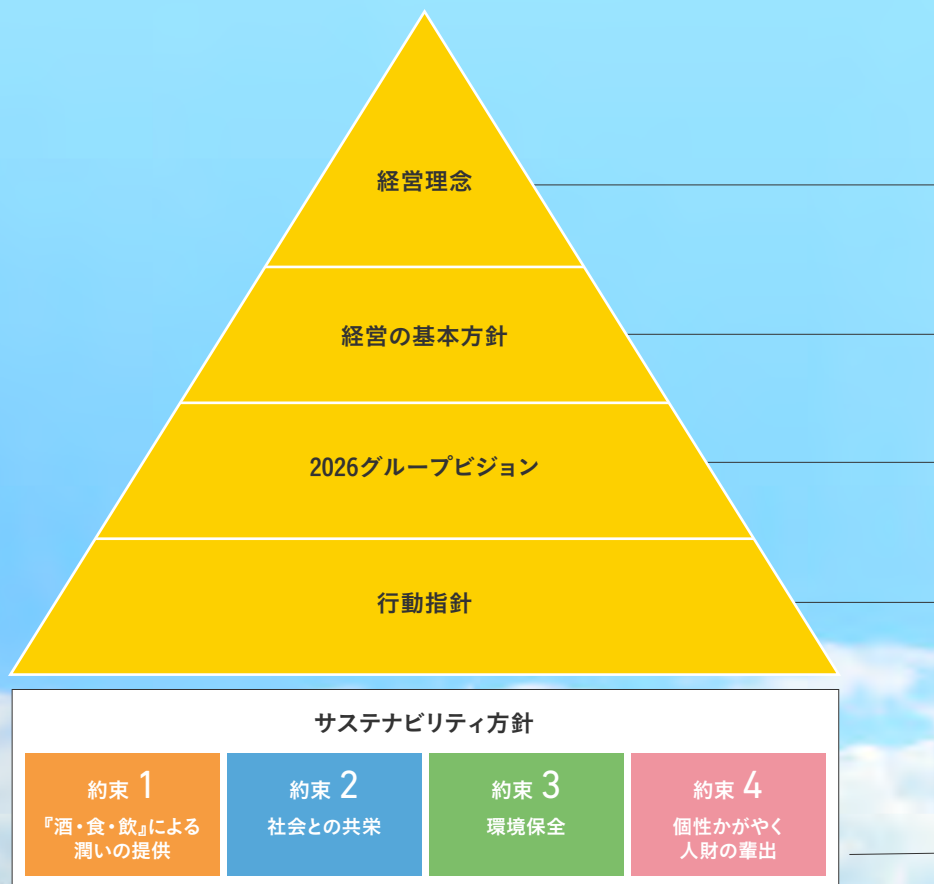 経営理念
経営の基本方針
2026グループビジョン
行動指針
サステナビリティ方針
約束 1
『酒・食・飲』による
潤いの提供
約束 2
社会との共栄
約束 3
環境保全
約束 4
個性かがやく
人財の輩出